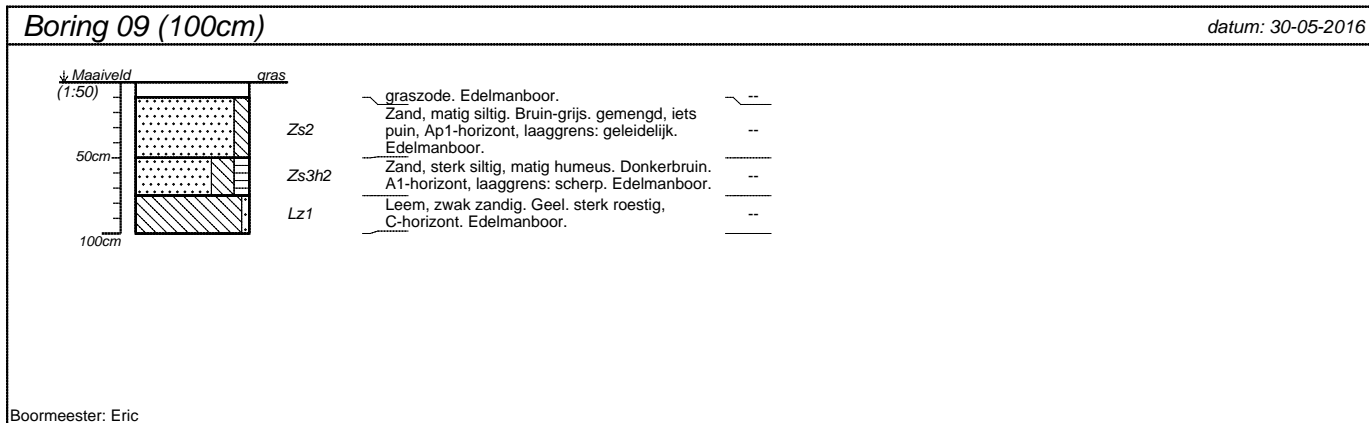 Boring 09 (100cm)
datum: 30-05-2016
Maaiveld
gras
(1:50)
graszode. Edelmanboor.
--
Zs2
Zand, matig siltig. Bruin-grijs. gemengd, iets
puin, Ap1-horizont, laaggrens: geleidelijk.
Edelmanboor.
--
50cm
Zs3h2
Zand, sterk siltig, matig humeus. Donkerbruin.
A1-horizont, laaggrens: scherp. Edelmanboor.
--
Lz1
Leem, zwak zandig. Geel. sterk roestig,
C-horizont. Edelmanboor.
--
100cm
Boormeester: Eric